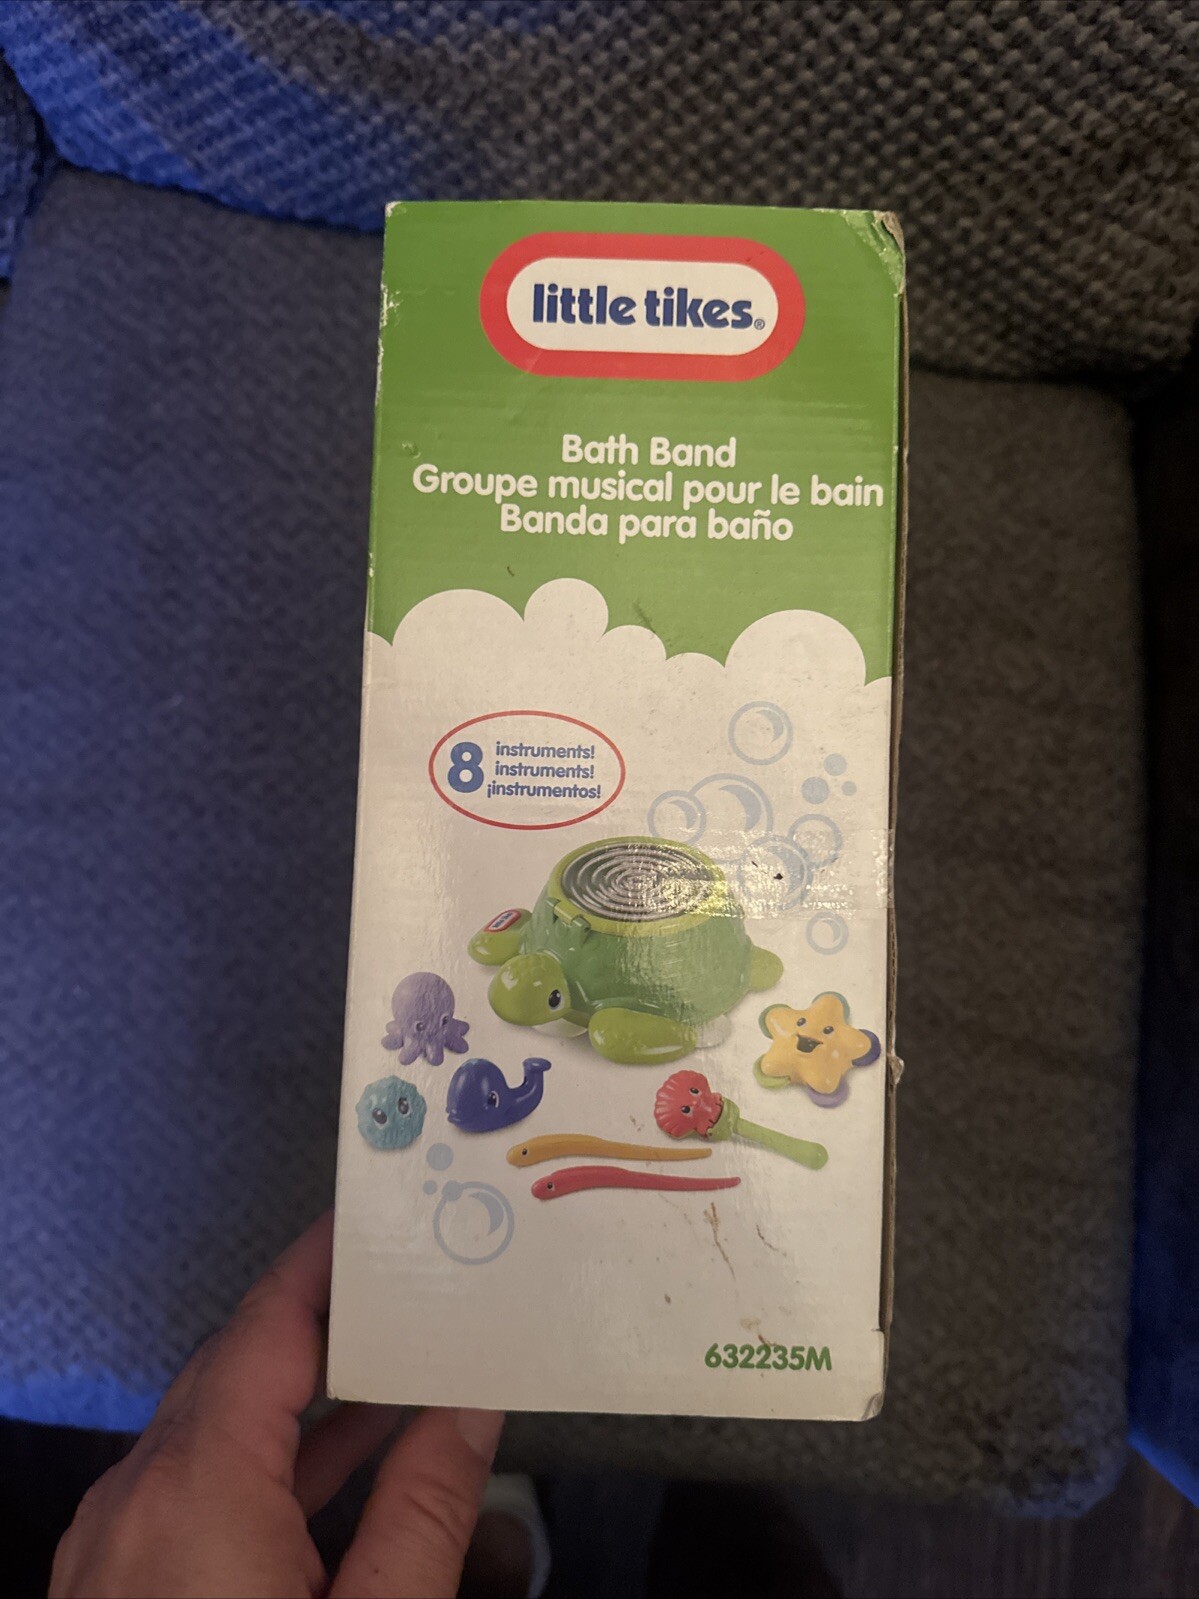 little tikes®
Bath Band
Groupe musical pour le bain
Banda para baño
8
instruments!
instruments!
¡instrumentos!
632235M